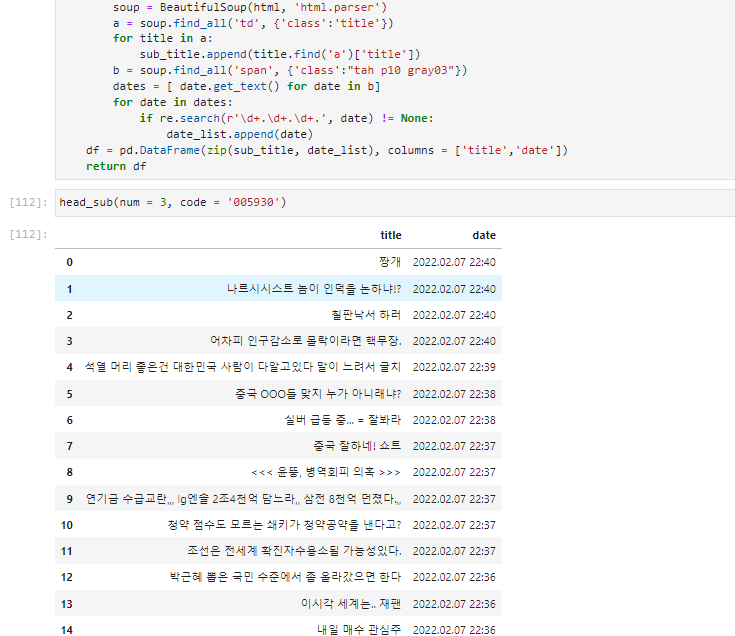 soup = BeautifulSoup(html, 'html.parser')
a = soup.find_all('td', {'class':'title'})
for title in a:
sub_title.append(title.find('a')['title'])
b = soup.find_all('span', {'class':"tah p10 gray03"})
dates = [ date.get_text() for date in b]
for date in dates:
if re.search(r'\d+.\d+.\d+.', date) != None:
date_list.append(date)
df = pd.DataFrame(zip(sub_title, date_list), columns = ['title','date'])
return df
[112]: head_sub(num = 3, code = '005930')
[112]:
title date
0 짱개 2022.02.07 22:40
1 나르시시스트 놈이 인덕을 논하냐!? 2022.02.07 22:40
2 칠판낙서 하러 2022.02.07 22:40
3 어차피 인구감소로 몰락이라면 핵무장. 2022.02.07 22:40
4 석열 머리 좋은건 대한민국 사람이 다알고있다 말이 느려서 글치 2022.02.07 22:39
5 중국 OOO들 맞지 누가 아니래냐? 2022.02.07 22:38
6 실버 급등 중... = 잘봐라 2022.02.07 22:38
7 중국 잘하네! 쇼트 2022.02.07 22:37
8 <<< 윤뚱, 병역회피 의혹 >>> 2022.02.07 22:37
9 연기금 수급교란,,, lg엔솔 2조4천억 담느라,, 삼전 8천억 던졌다.,, 2022.02.07 22:37
10 청약 점수도 모르는 쇄키가 청약공약을 낸다고? 2022.02.07 22:37
11 조선은 전세계 확진자수용소될 가능성있다. 2022.02.07 22:37
12 박근혜 뽑은 국민 수준에서 좀 올라갔으면 한다 2022.02.07 22:36
13 이시각 세계는.. 재팬 2022.02.07 22:36
14 내일 매수 관심주 2022.02.07 22:36